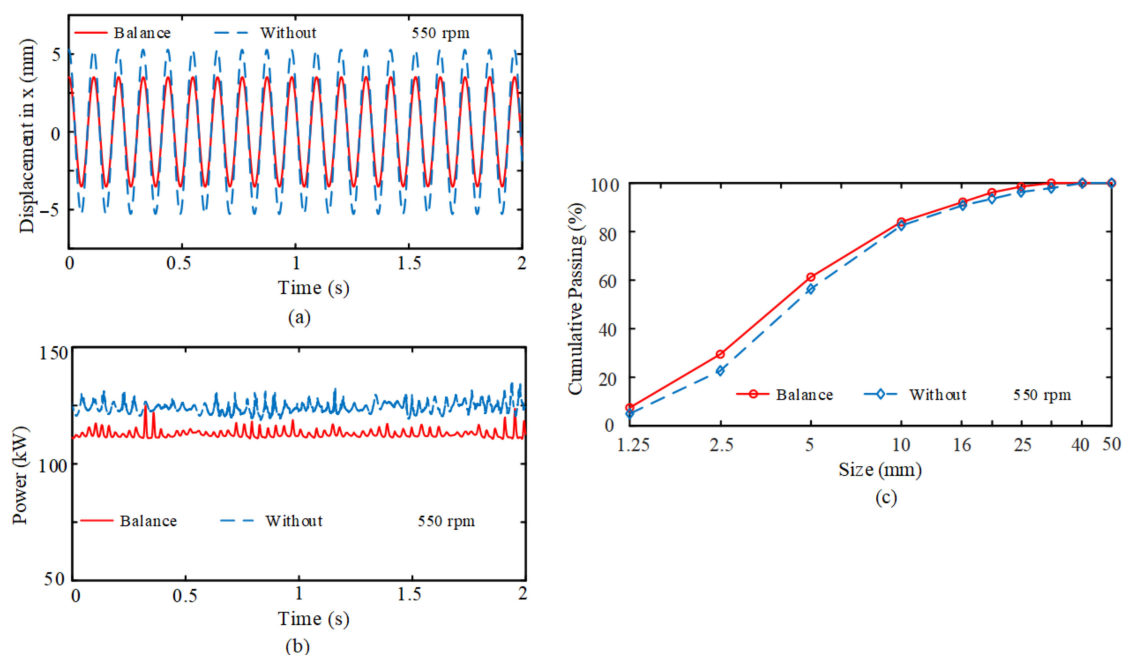 Balance Without 550 rpm
Displacement in x (mm)
5
0
−5
0 0.5 1 1.5 2
Time (s)
(a)
Balance Without 550 rpm
Power (kW)
150
100
50
0 0.5 1 1.5 2
Time (s)
(b)
Cumulative Passing (%)
100
80
60
40
20
0
Balance Without 550 rpm
1.25 2.5 5 10 16 25 40 50
Size (mm)
(c)